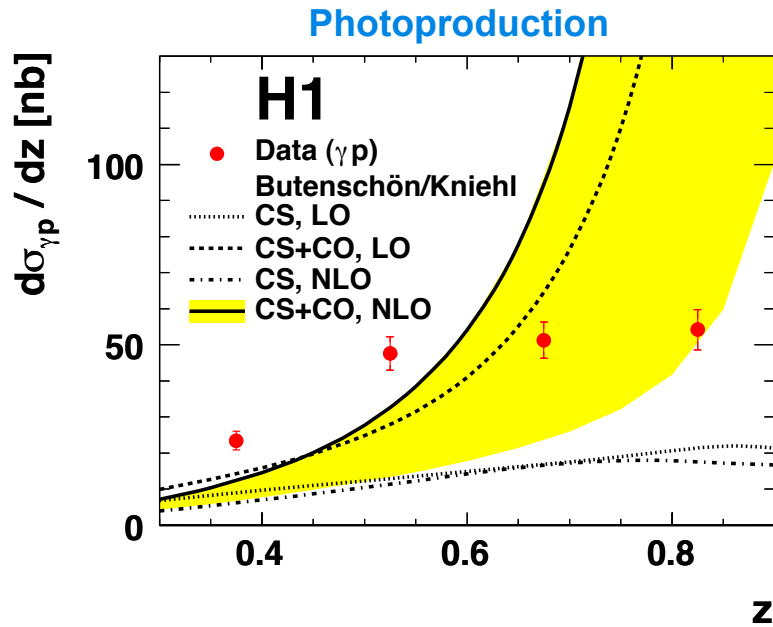 Photoproduction
dσγp / dz [nb]
H1
Data (γp)
Butenschön/Kniehl
CS, LO
CS+CO, LO
CS, NLO
CS+CO, NLO
100
50
0
0.4 0.6 0.8
z